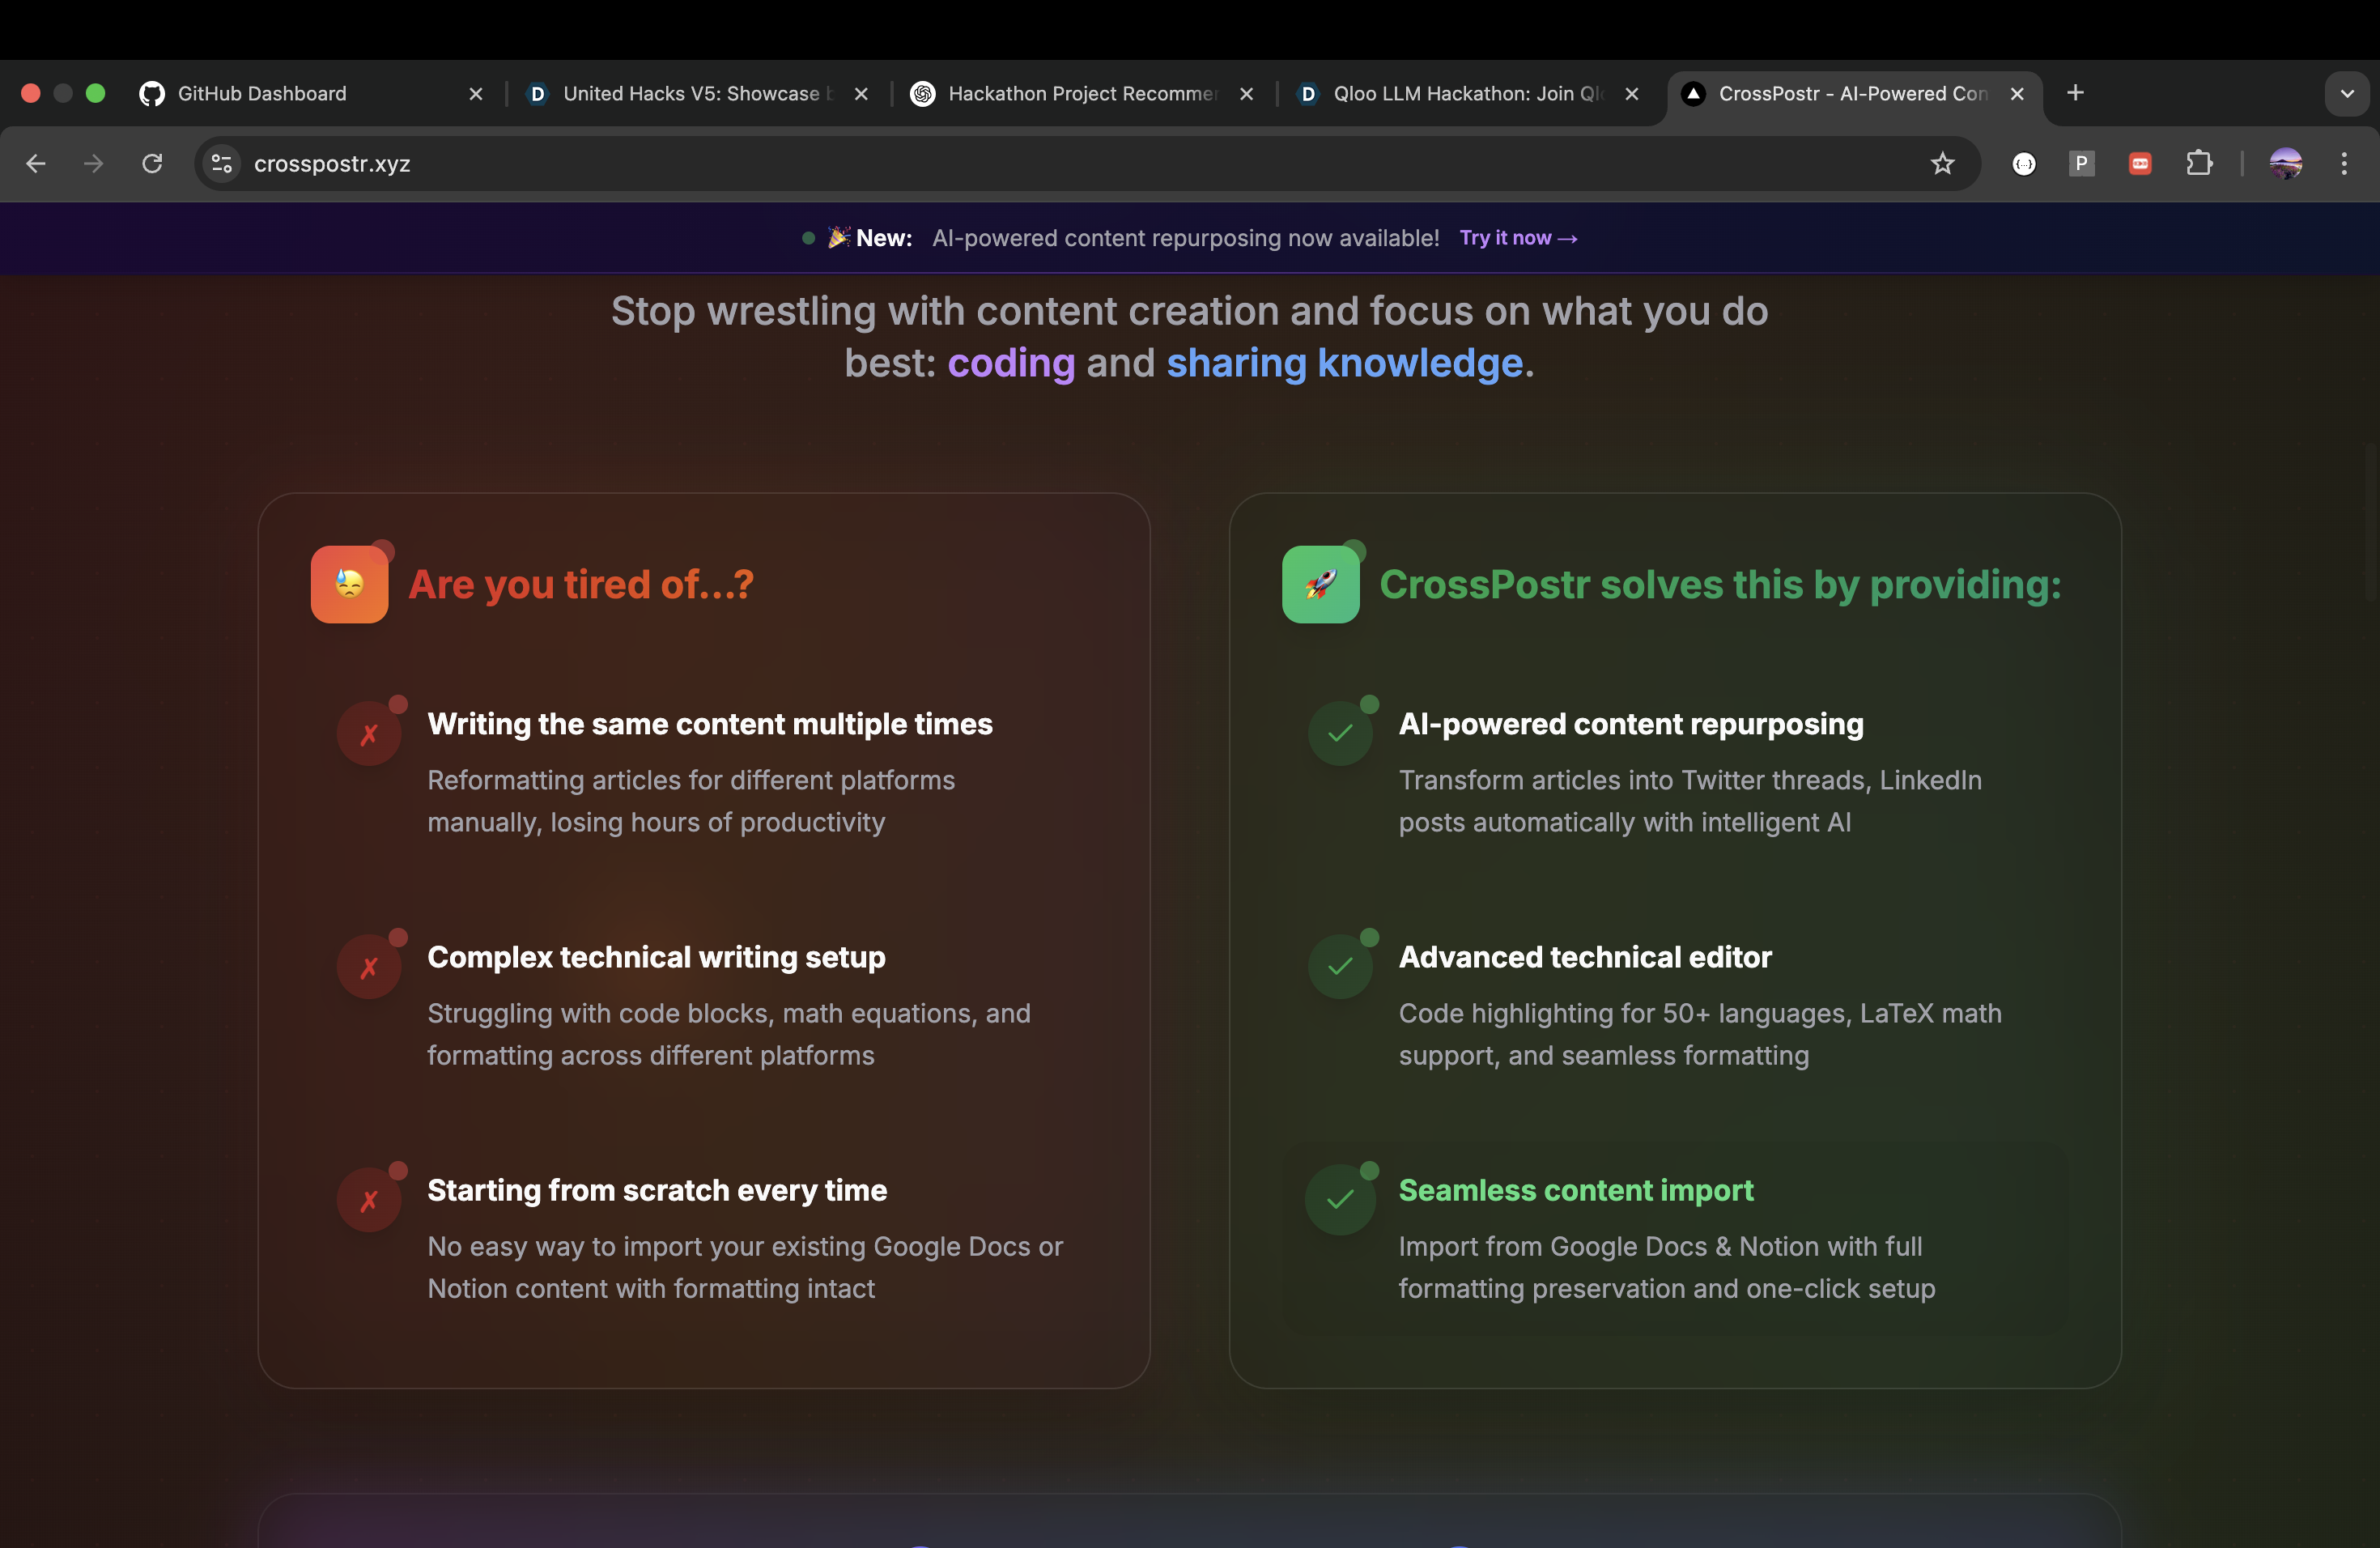 GitHub Dashboard
United Hacks V5: Showcase
Hackathon Project Recommen
Qloo LLM Hackathon: Join
CrossPostr - AI-Powered Con
crosspostr.xyz
P
🎉 New: AI-powered content repurposing now available! Try it now →
Stop wrestling with content creation and focus on what you do
best: coding and sharing knowledge.
Are you tired of...?
✗ Writing the same content multiple times
Reformatting articles for different platforms
manually, losing hours of productivity
✗ Complex technical writing setup
Struggling with code blocks, math equations, and
formatting across different platforms
✗ Starting from scratch every time
No easy way to import your existing Google Docs or
Notion content with formatting intact
CrossPostr solves this by providing:
✓ AI-powered content repurposing
Transform articles into Twitter threads, LinkedIn
posts automatically with intelligent AI
✓ Advanced technical editor
Code highlighting for 50+ languages, LaTeX math
support, and seamless formatting
✓ Seamless content import
Import from Google Docs & Notion with full
formatting preservation and one-click setup